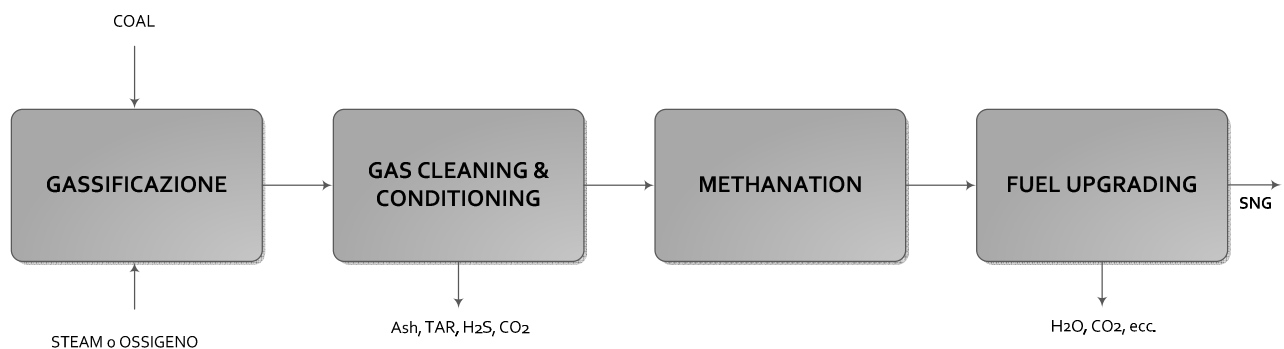 COAL
GASSIFICAZIONE
GAS CLEANING &
CONDITIONING
METHANATION
FUEL UPGRADING
SNG
STEAM o OSSIGENO
Ash, TAR, H2S, CO2
H2O, CO2, ecc.